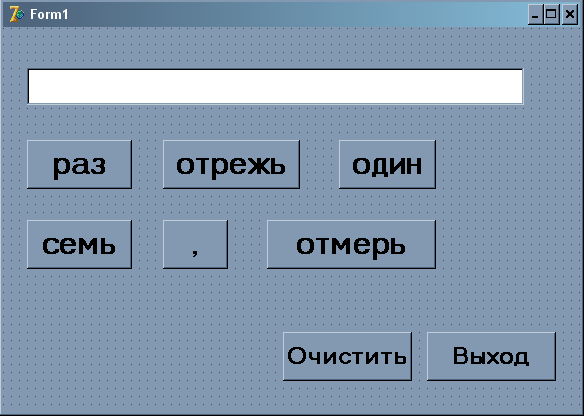 Form1
раз отрежь один
семь , отмерь
Очистить Выход